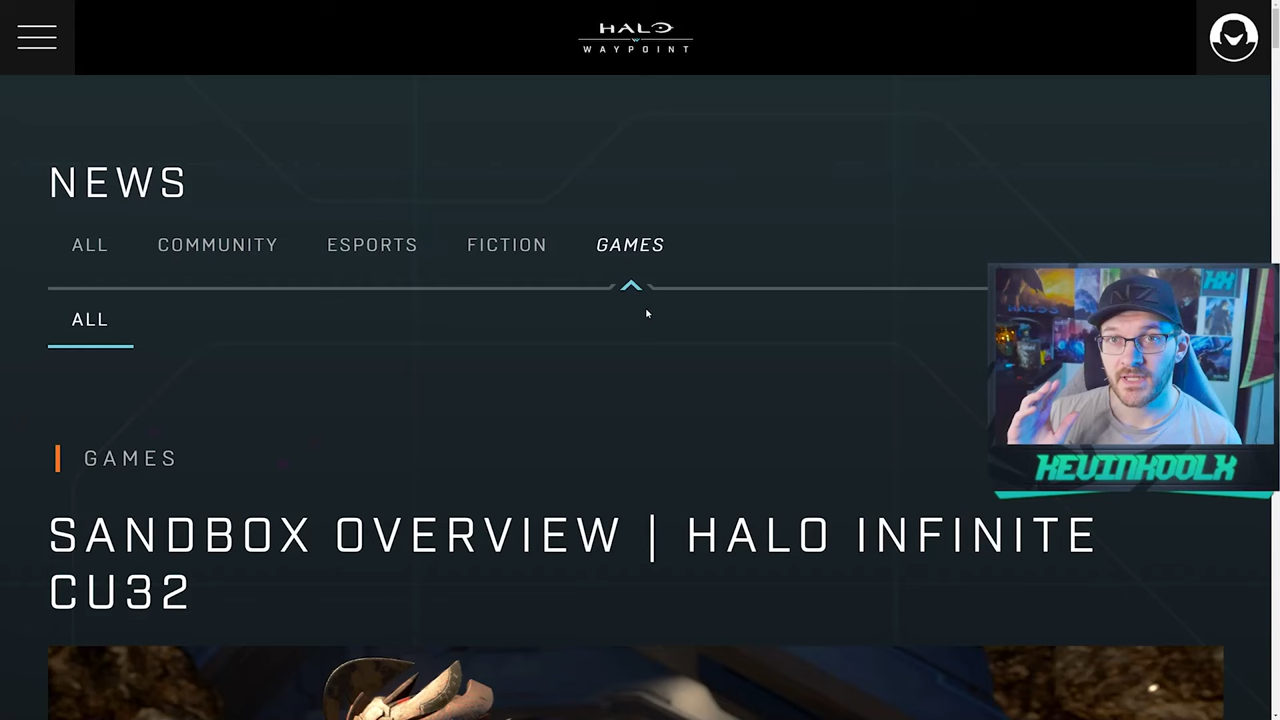 HALO
WAYPOINT
NEWS
ALL
COMMUNITY
ESPORTS
FICTION
GAMES
ALL
GAMES
SANDBOX OVERVIEW | HALO INFINITE
CU32
KEVINKOOLX